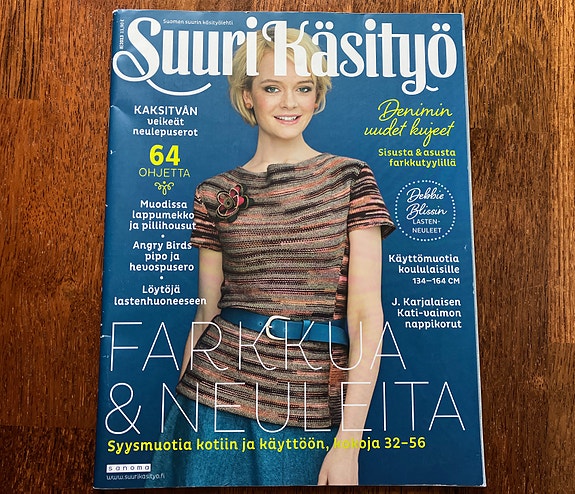 Suomen suurin käsityölehti
Suuri Käsityö
KAKSITVÅN
veikeät
neulepuserot
64
OHJETTA
Muodissa
lappumekko
ja pillihousut
Angry Birds
pipo ja
hevospusero
Löytöjä
lastenhuoneeseen
Denimin
uudet kujeet
Sisusta & asusta
farkkutyylillä
Debbie
Blissin
LASTEN-
NEULEET
Käyttömuotia
koululaisille
134–164 CM
J. Karjalaisen
Kati-vaimon
nappikorut
FARKKUA
& NEULEITA
Syysmuotia kotiin ja käyttöön, kokoja 32–56
sanoma
www.suurikasityo.fi